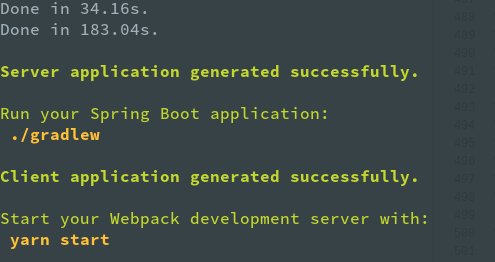 Done in 34.16s.
Done in 183.04s.
Server application generated successfully.
Run your Spring Boot application:
./gradlew
Client application generated successfully.
Start your Webpack development server with:
yarn start